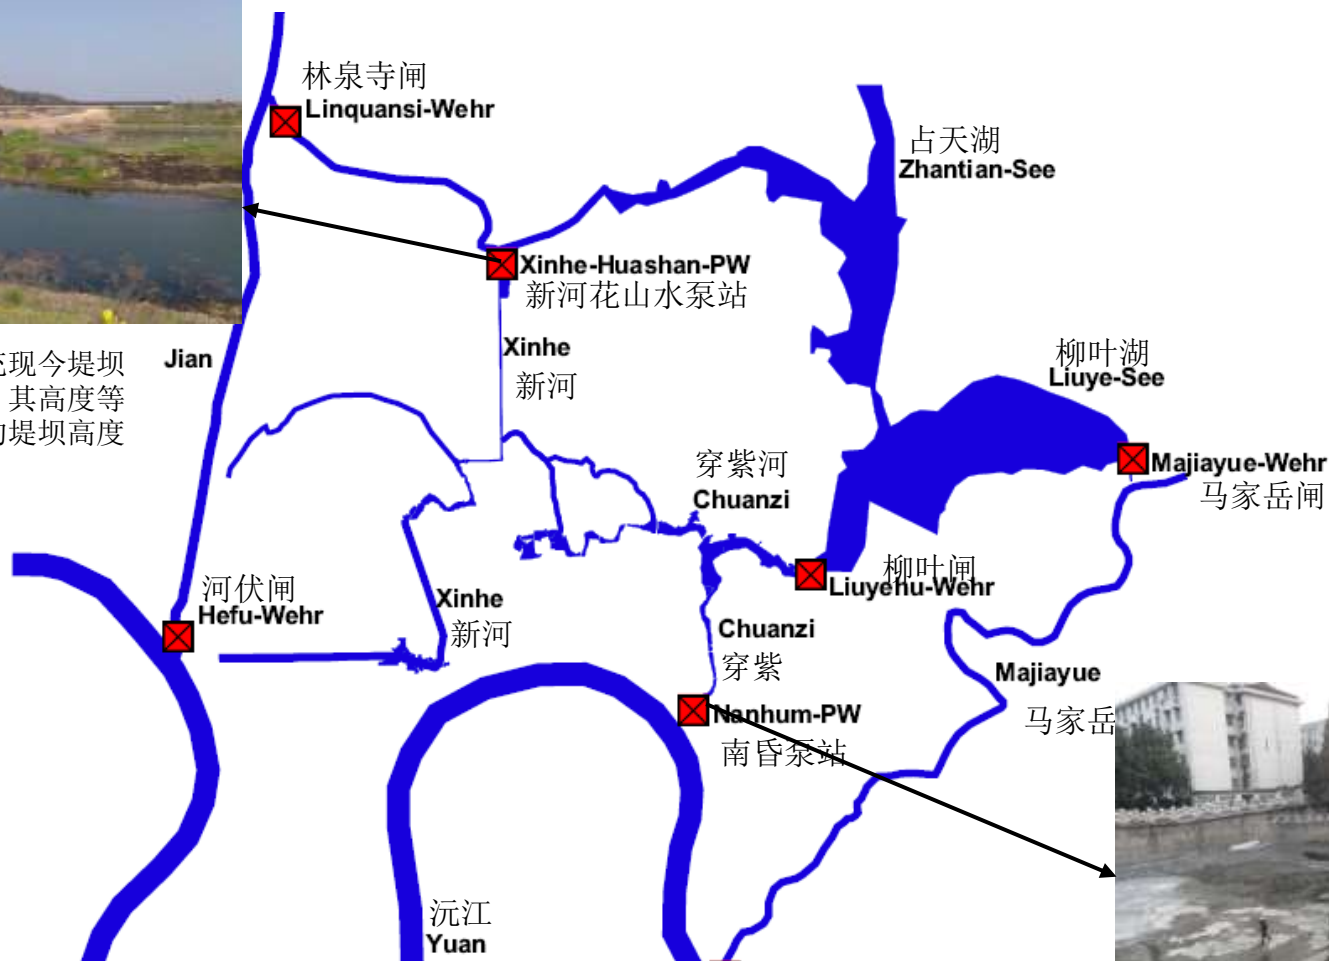 林泉寺闸
Linquansi-Wehr
占天湖
Zhantian-See
Xinhe-Huashan-PW
新河花山水泵站
Xinhe
新河
Jian
现今堤坝
其高度等
堤坝高度
柳叶湖
Liuye-See
穿紫河
Chuanzi
Majiayue-Wehr
马家岳闸
柳叶闸
Liuyehu-Wehr
河伏闸
Hefu-Wehr
Xinhe
新河
Chuanzi
穿紫
Majiayue
马家岳
Nanhum-PW
南昏泵站
沅江
Yuan